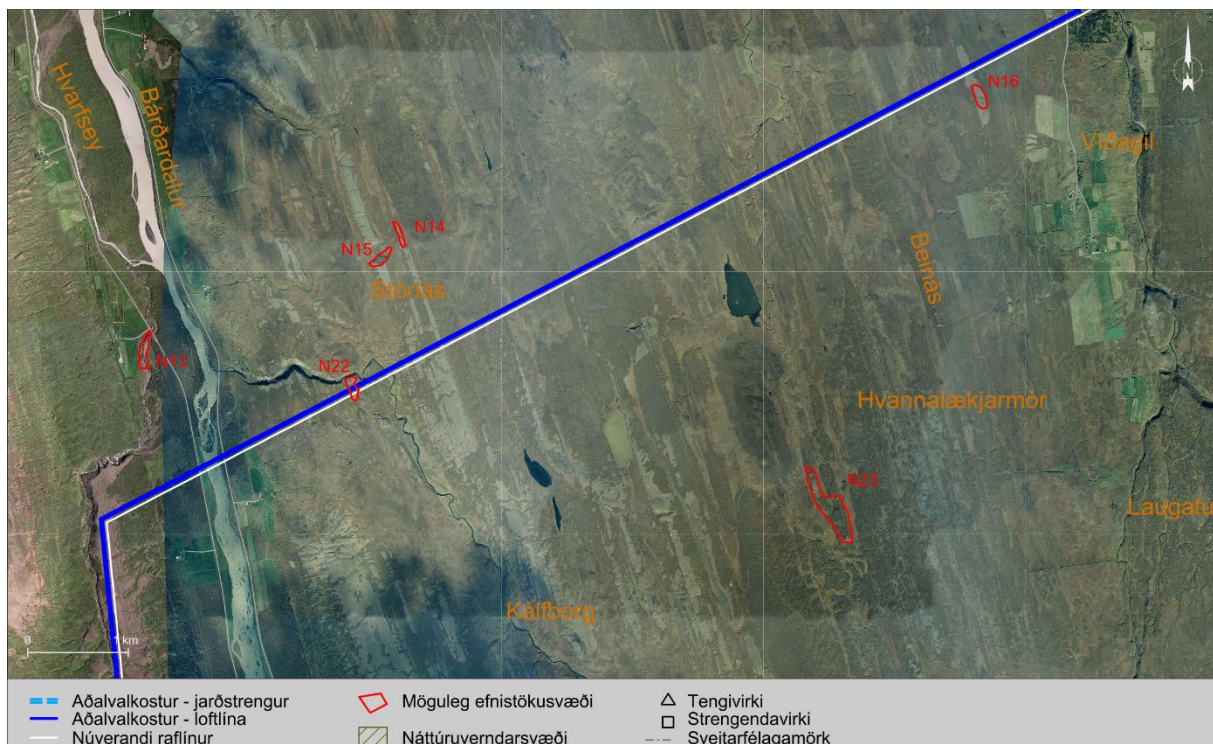 N
N16
Hvarfsey
Bárðardalur
Víðagil
N14
N15
Stórás
Beinás
N13
N22
Hvannalækjarmór
N23
Laugatu
Kálfborg
0 1 km
Aðalvalkostur - jarðstrengur
Aðalvalkostur - loftlína
Núverandi raflínur
Möguleg efnistökusvæði
Náttúruverndarsvæði
Tengivirki
Strengendavirki
Sveitarfélagamörk